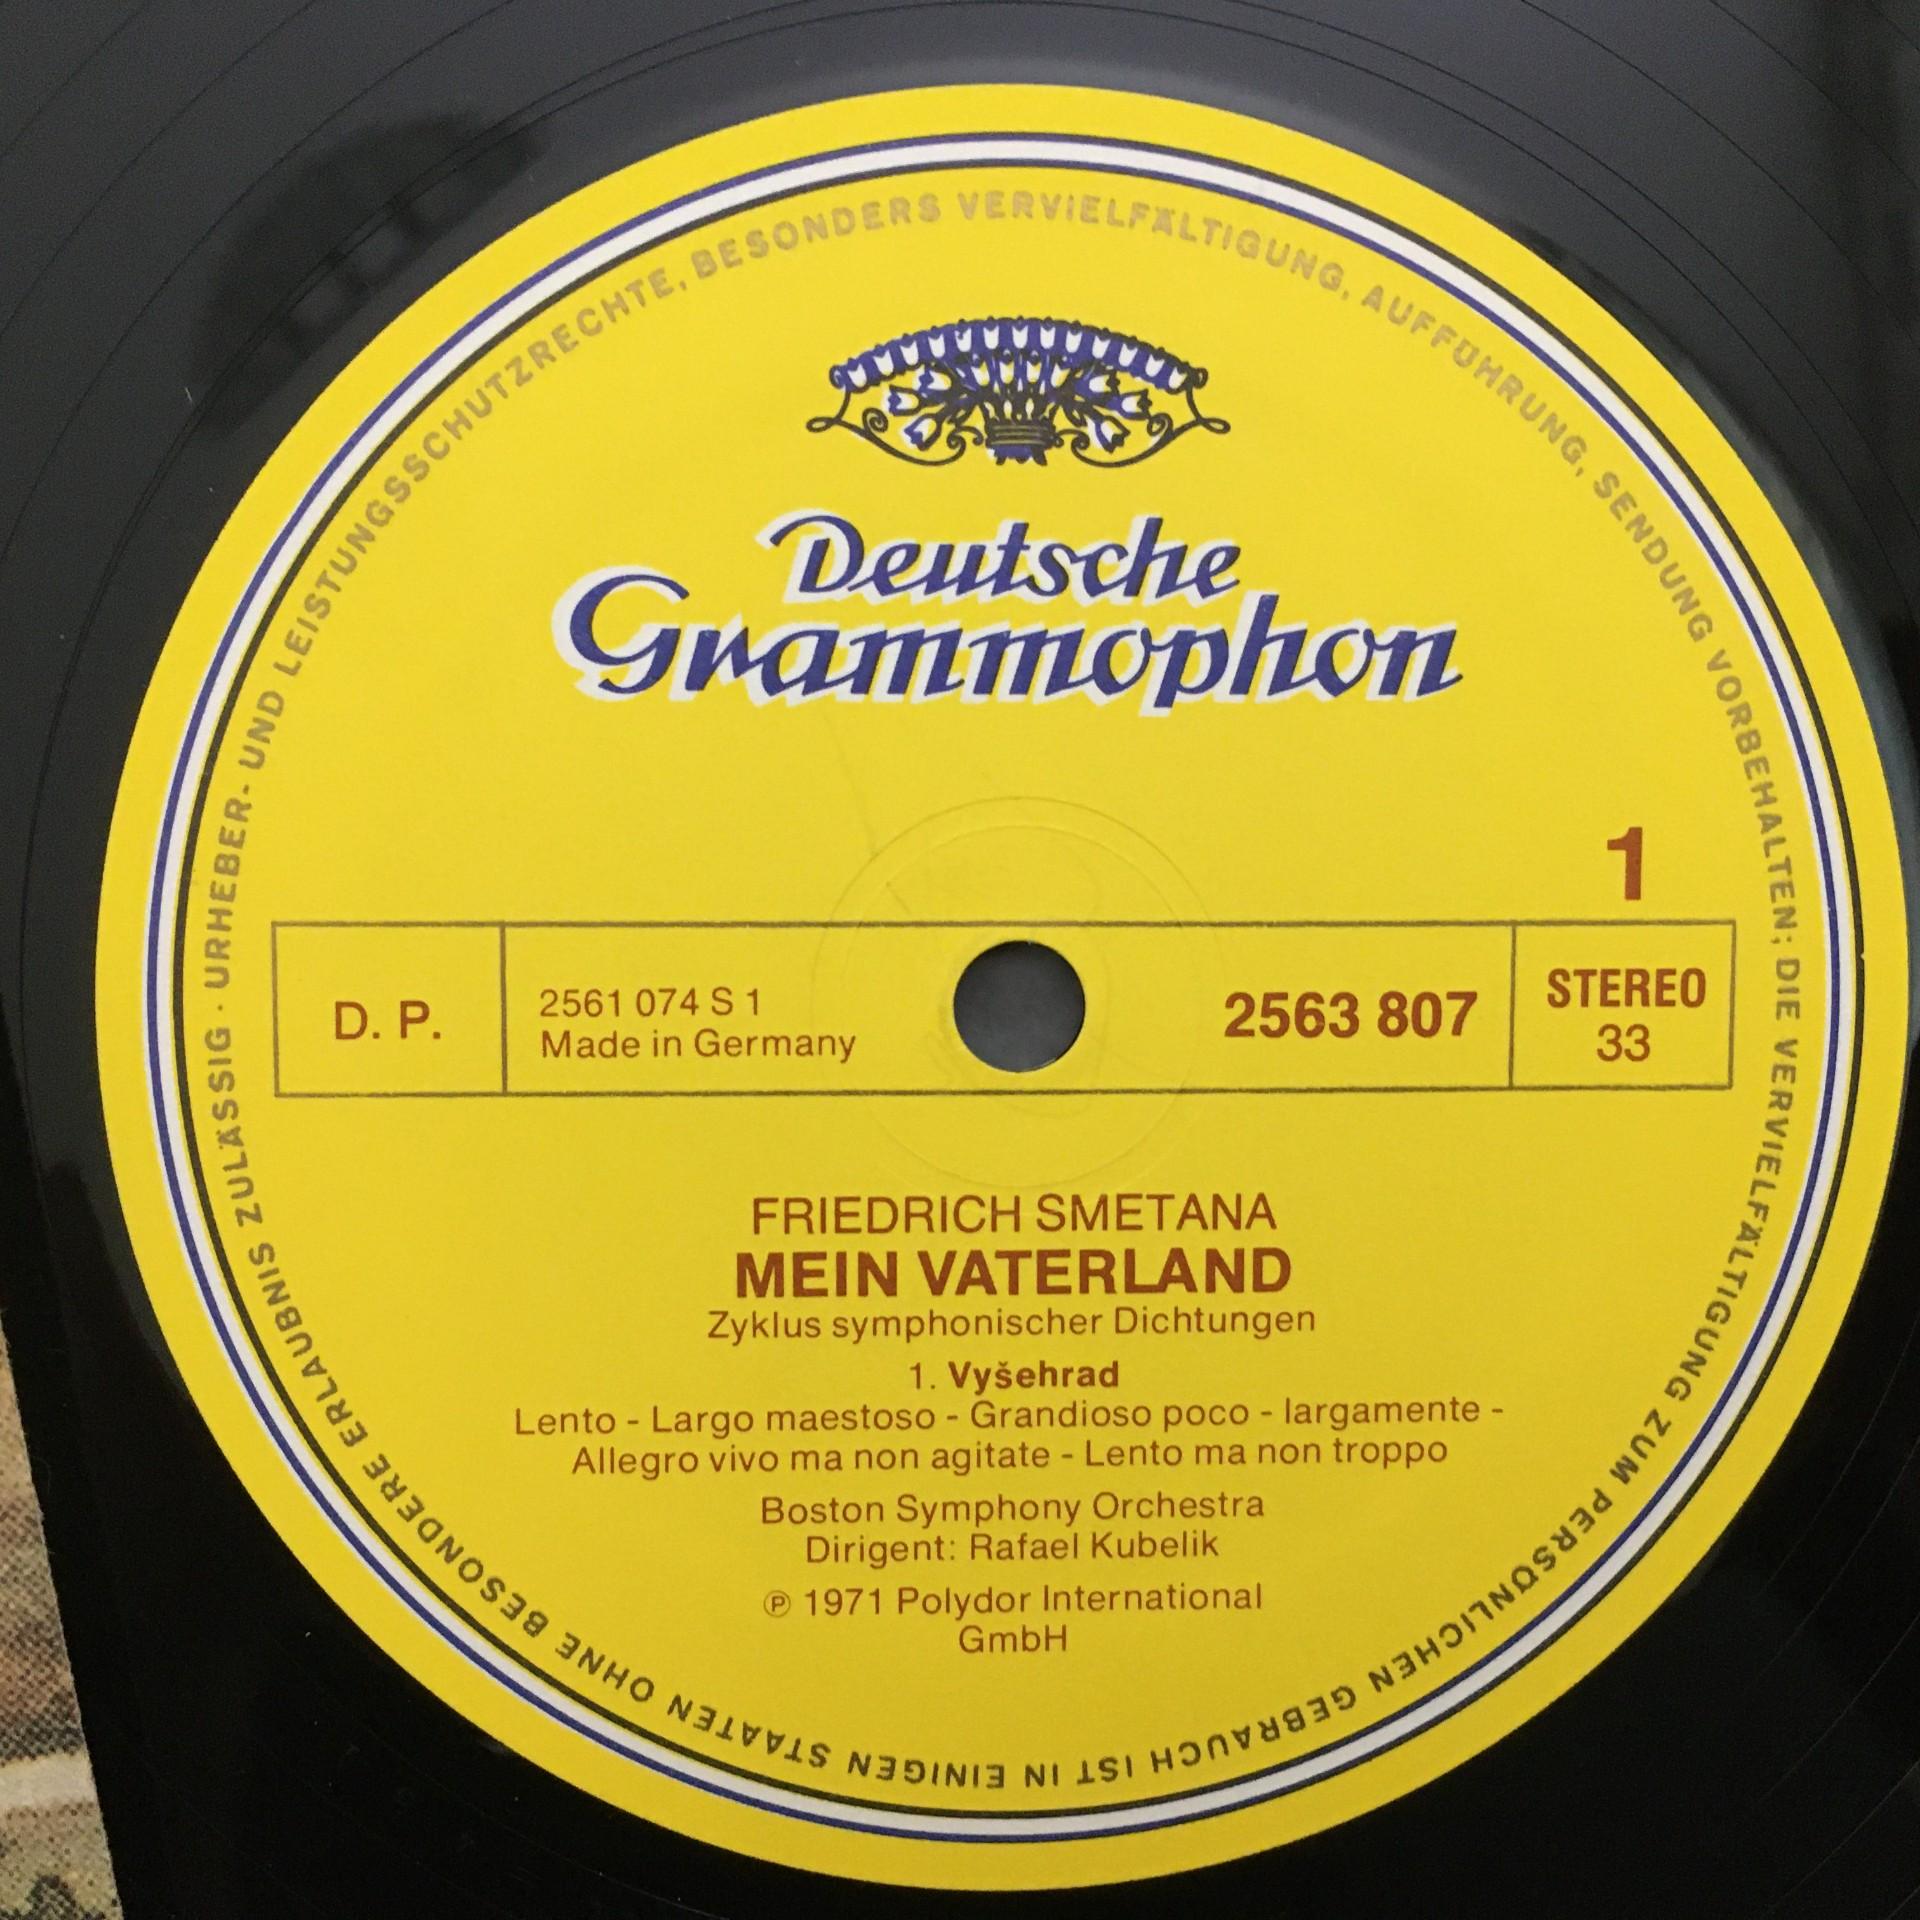 URHEBER- UND LEISTUNGSSCHUTZRECHTE, BESONDERS VERVIELFÄLTIGUNG, AUFFÜHRUNG, SENDUNG VORBEHALTEN; DIE VERVIELFÄLTIGUNG ZUM PERSÖNLICHEN GEBRAUCH IST IN EINIGEN STAATEN OHNE BESONDERE ERLAUBNIS ZULÄSSIG ·
Deutsche
Grammophon
1
D. P.
2561 074 S 1
Made in Germany
2563 807
STEREO
33
FRIEDRICH SMETANA
MEIN VATERLAND
Zyklus symphonischer Dichtungen
1. Vyšehrad
Lento - Largo maestoso - Grandioso poco - largamente -
Allegro vivo ma non agitate - Lento ma non troppo
Boston Symphony Orchestra
Dirigent: Rafael Kubelik
℗ 1971 Polydor International
GmbH